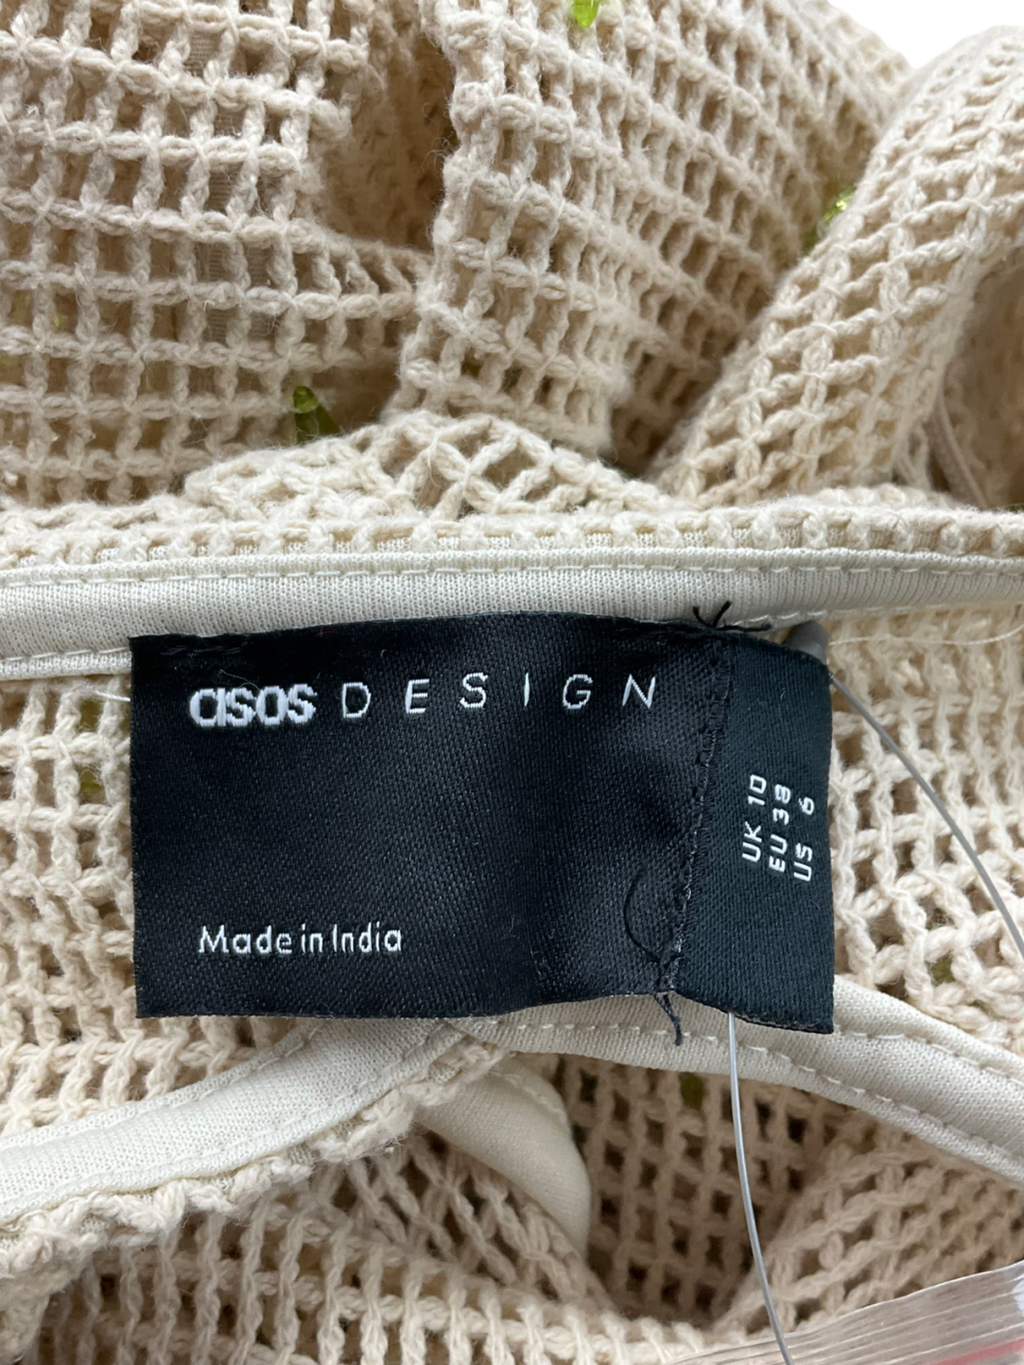 asos DESIGN
Made in India
UK 10
EU 38
US 6